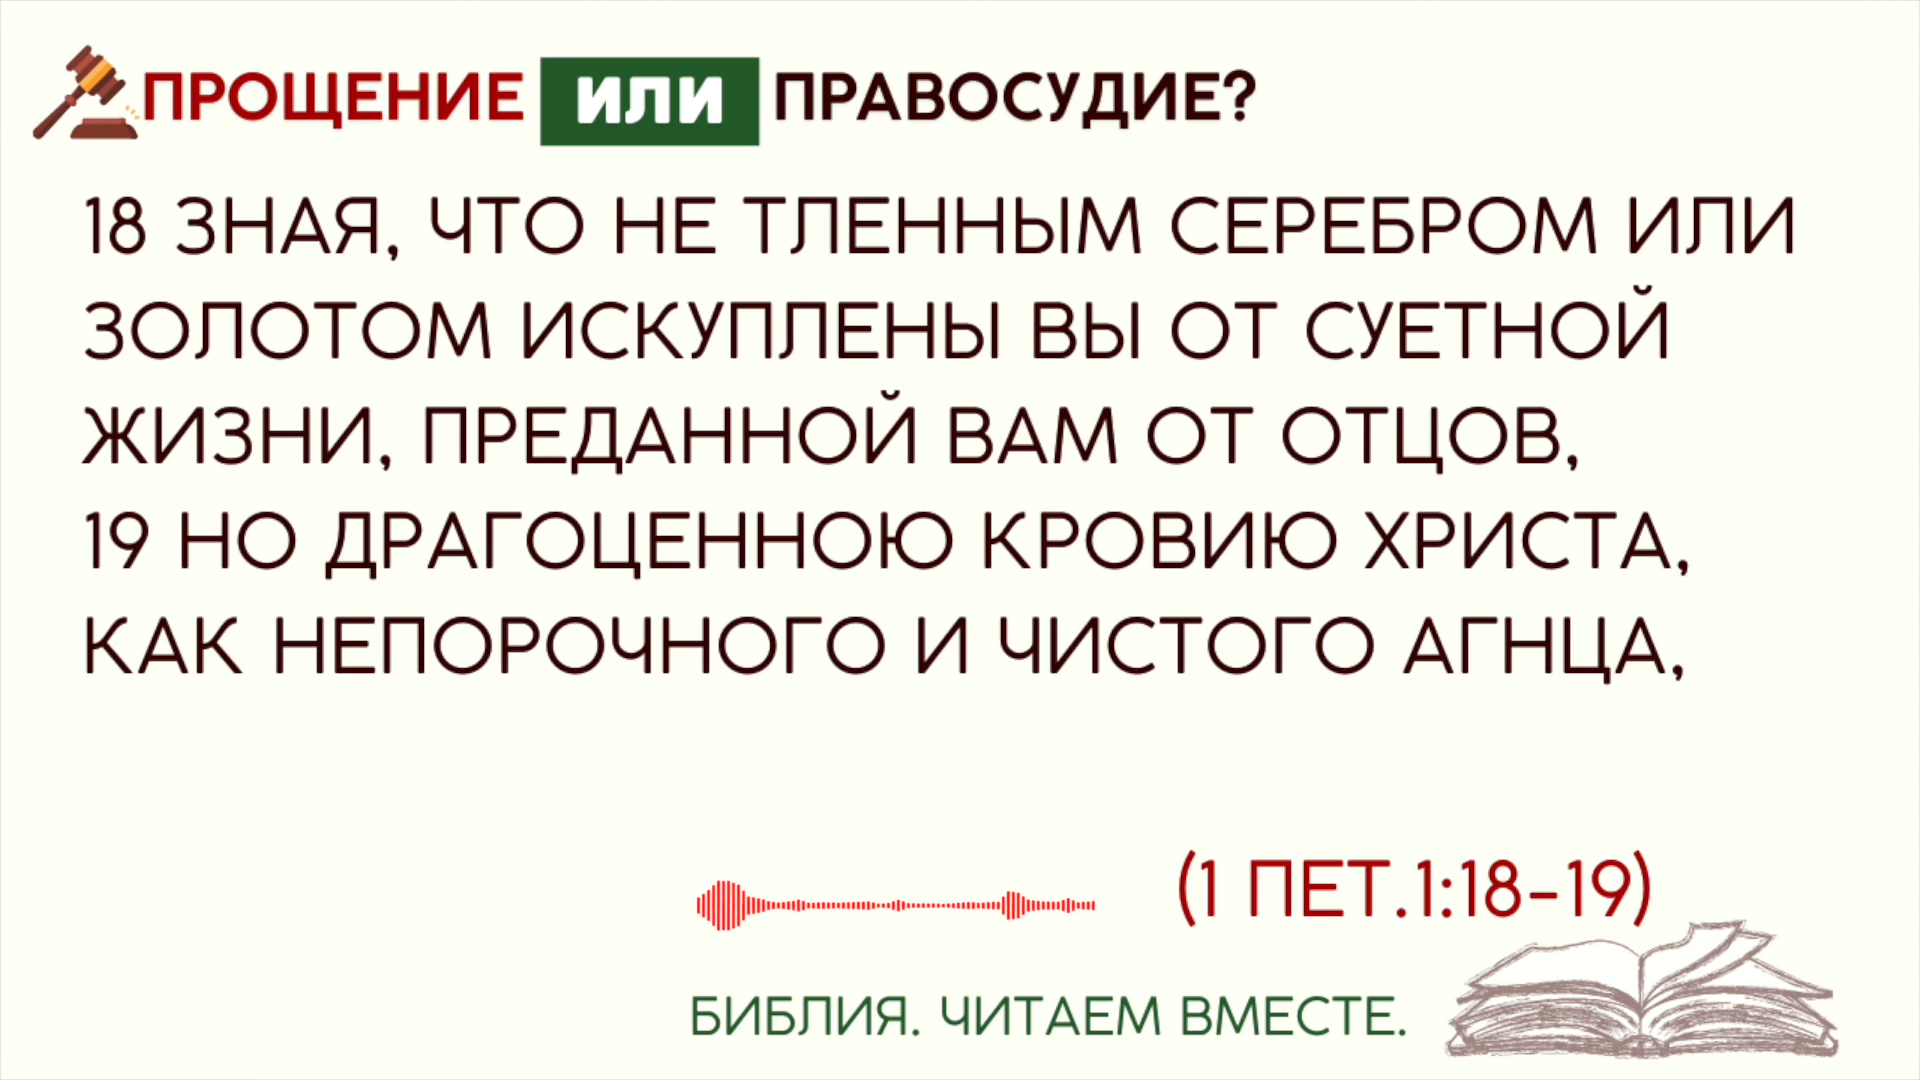 ПРОЩЕНИЕ ИЛИ ПРАВОСУДИЕ?
18 ЗНАЯ, ЧТО НЕ ТЛЕННЫМ СЕРЕБРОМ ИЛИ
ЗОЛОТОМ ИСКУПЛЕНЫ ВЫ ОТ СУЕТНОЙ
ЖИЗНИ, ПРЕДАННОЙ ВАМ ОТ ОТЦОВ,
19 НО ДРАГОЦЕННОЮ КРОВИЮ ХРИСТА,
КАК НЕПОРОЧНОГО И ЧИСТОГО АГНЦА,
(1 ПЕТ.1:18-19)
БИБЛИЯ. ЧИТАЕМ ВМЕСТЕ.